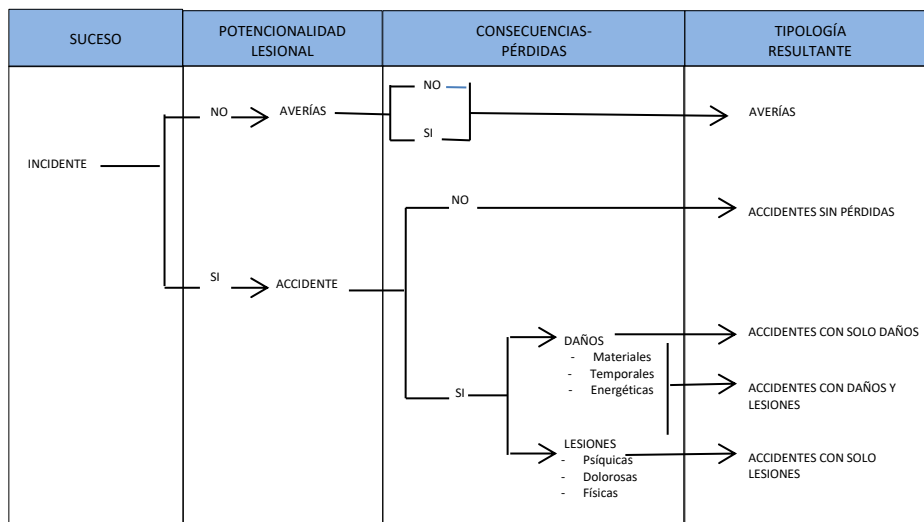 SUCESO
POTENCIONALIDAD
LESIONAL
CONSECUENCIAS-
PÉRDIDAS
TIPOLOGÍA
RESULTANTE
INCIDENTE
NO
AVERÍAS
NO
SI
AVERÍAS
SI
ACCIDENTE
NO
ACCIDENTES SIN PÉRDIDAS
SI
DAÑOS
- Materiales
- Temporales
- Energéticas
ACCIDENTES CON SOLO DAÑOS
ACCIDENTES CON DAÑOS Y
LESIONES
LESIONES
- Psíquicas
- Dolorosas
- Físicas
ACCIDENTES CON SOLO
LESIONES